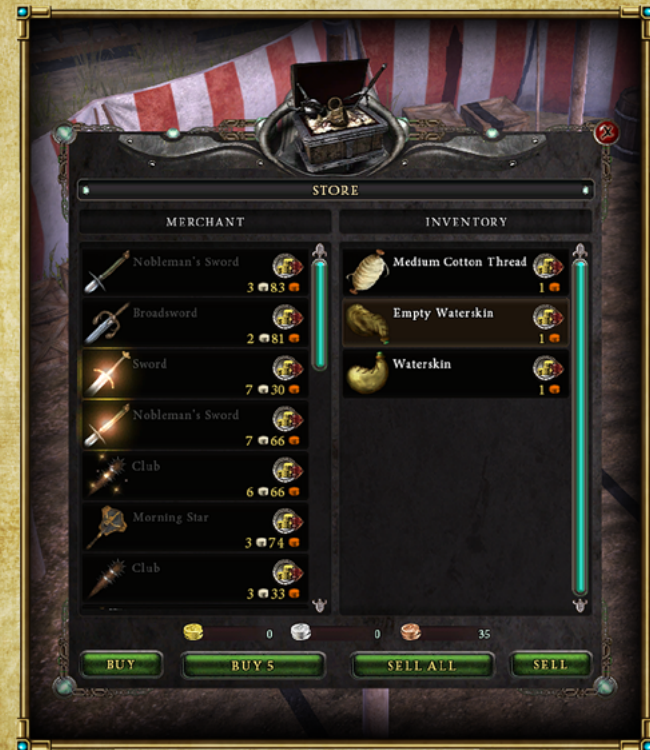 STORE
MERCHANT
INVENTORY
Nobleman's Sword
3 83
Broadsword
2 81
Sword
7 30
Nobleman's Sword
7 66
Club
6 66
Morning Star
3 74
Club
3 33
Medium Cotton Thread
1
Empty Waterskin
1
Waterskin
1
0 0 35
BUY BUY 5 SELL ALL SELL